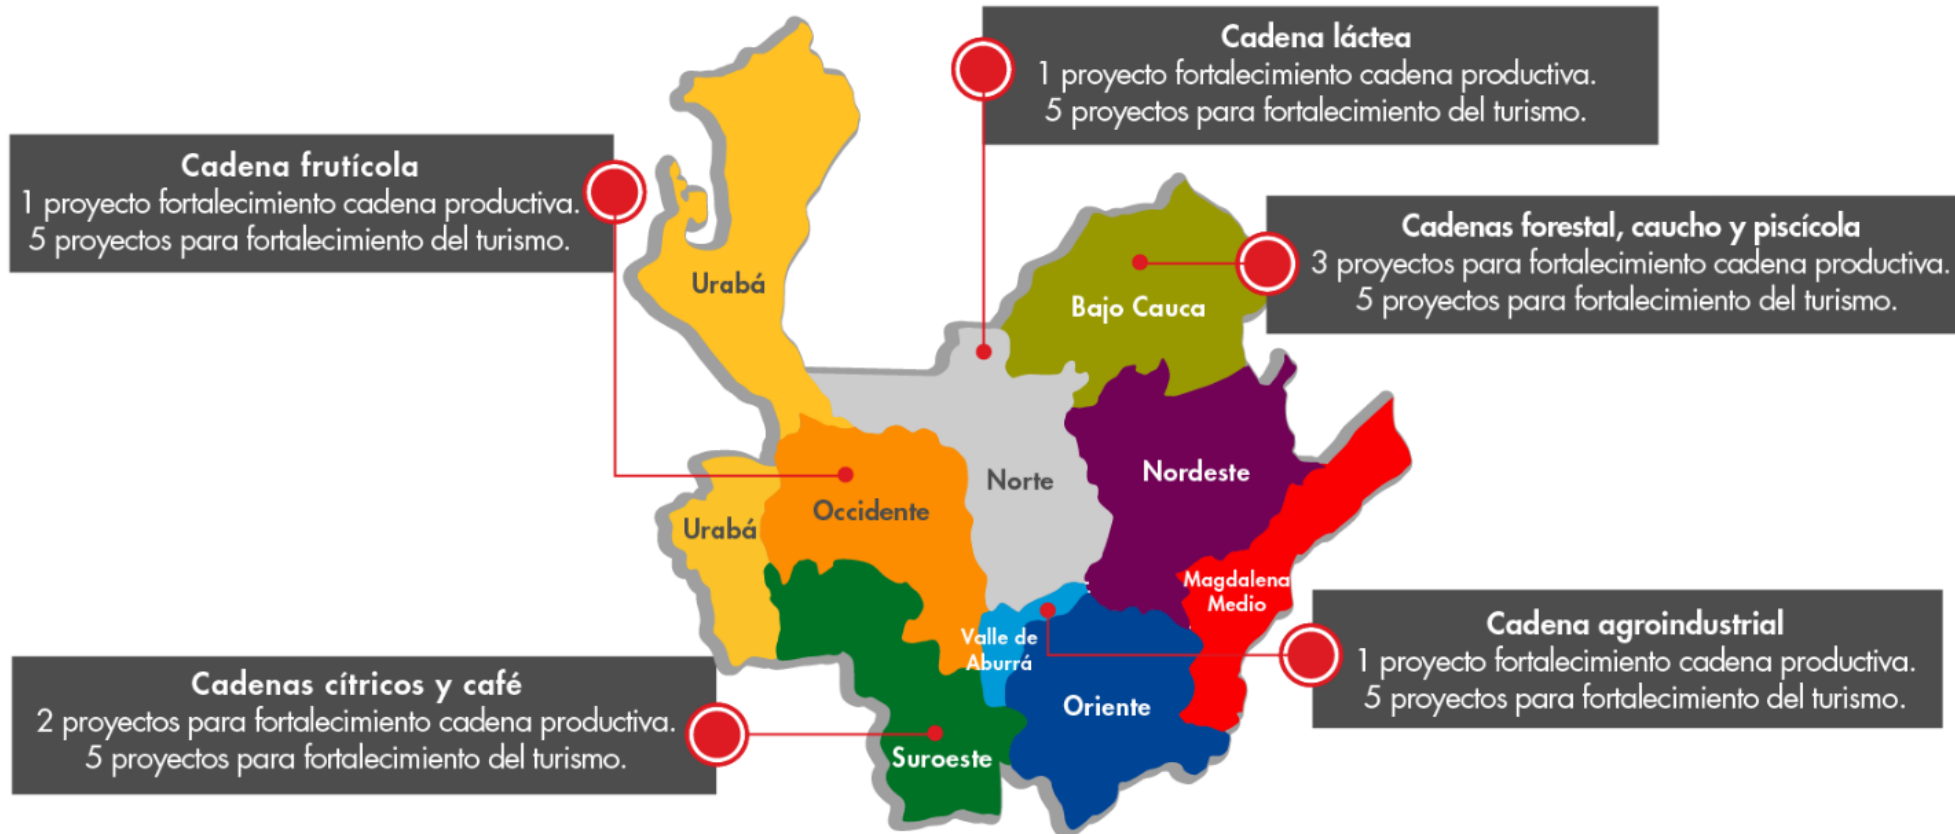 Cadena láctea
1 proyecto fortalecimiento cadena productiva.
5 proyectos para fortalecimiento del turismo.
Cadena frutícola
1 proyecto fortalecimiento cadena productiva.
5 proyectos para fortalecimiento del turismo.
Cadenas forestal, caucho y piscícola
3 proyectos para fortalecimiento cadena productiva.
5 proyectos para fortalecimiento del turismo.
Urabá
Bajo Cauca
Norte
Nordeste
Occidente
Urabá
Magdalena
Medio
Valle de
Aburrá
Oriente
Suroeste
Cadena agroindustrial
1 proyecto fortalecimiento cadena productiva.
5 proyectos para fortalecimiento del turismo.
Cadenas cítricos y café
2 proyectos para fortalecimiento cadena productiva.
5 proyectos para fortalecimiento del turismo.